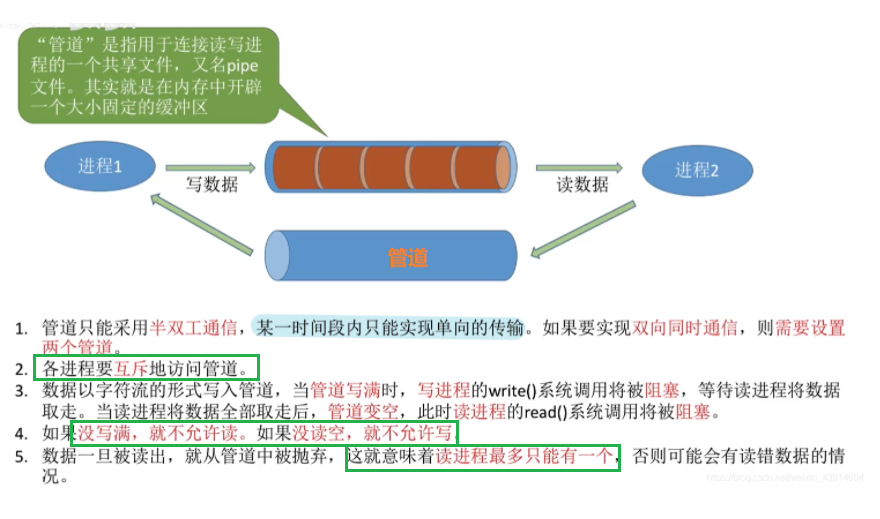 “管道”是指用于连接读写进
程的一个共享文件，又名pipe
文件。其实就是在内存中开辟
一个大小固定的缓冲区
进程1
写数据
读数据
进程2
管道
1. 管道只能采用半双工通信，某一时间段内只能实现单向的传输。如果要实现双向同时通信，则需要设置
两个管道。
2. 各进程要互斥地访问管道。
3. 数据以字符流的形式写入管道，当管道写满时，写进程的write()系统调用将被阻塞，等待读进程将数据
取走。当读进程将数据全部取走后，管道变空，此时读进程的read()系统调用将被阻塞。
4. 如果没写满，就不允许读。如果没读空，就不允许写。
5. 数据一旦被读出，就从管道中被抛弃，这就意味着读进程最多只能有一个，否则可能会有读错数据的情
况。